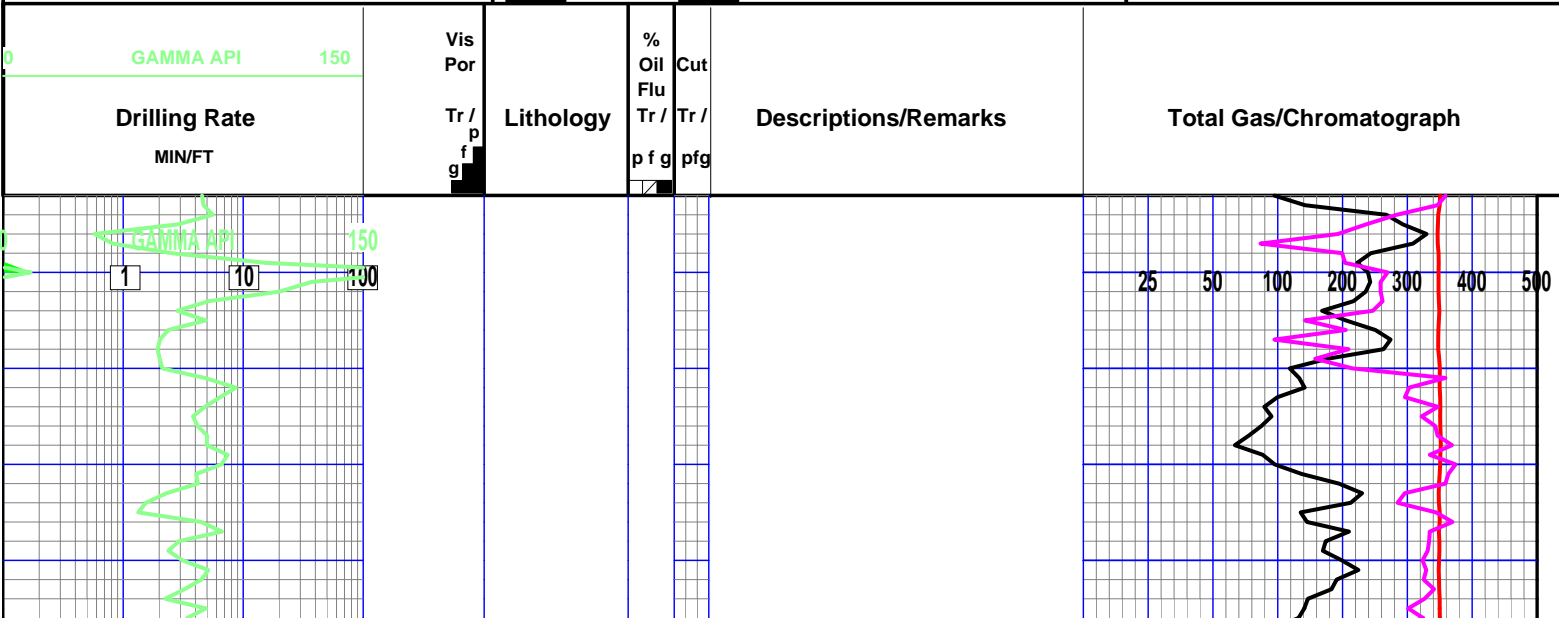 0 GAMMA API 150
Drilling Rate
MIN/FT
Vis
Por
Tr /
p
f
g
Lithology
%
Oil
Flu
Tr /
p f g
Cut
Tr /
pfg
Descriptions/Remarks
Total Gas/Chromatograph
0 GAMMA API 150
1 10 100
25 50 100 200 300 400 500